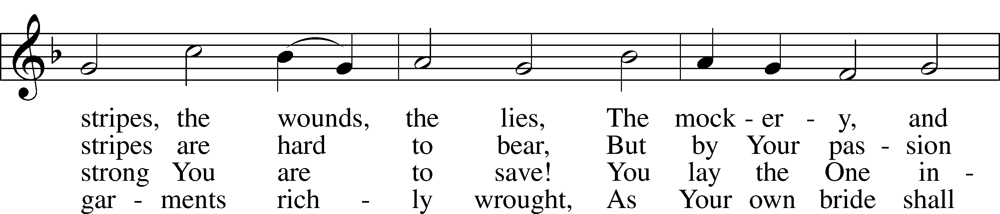 stripes, the wounds, the lies, The mock - er - y, and
stripes are hard to bear, But by Your pas - sion
strong You are to save! You lay the One in -
gar - ments rich - ly wrought, As Your own bride shall